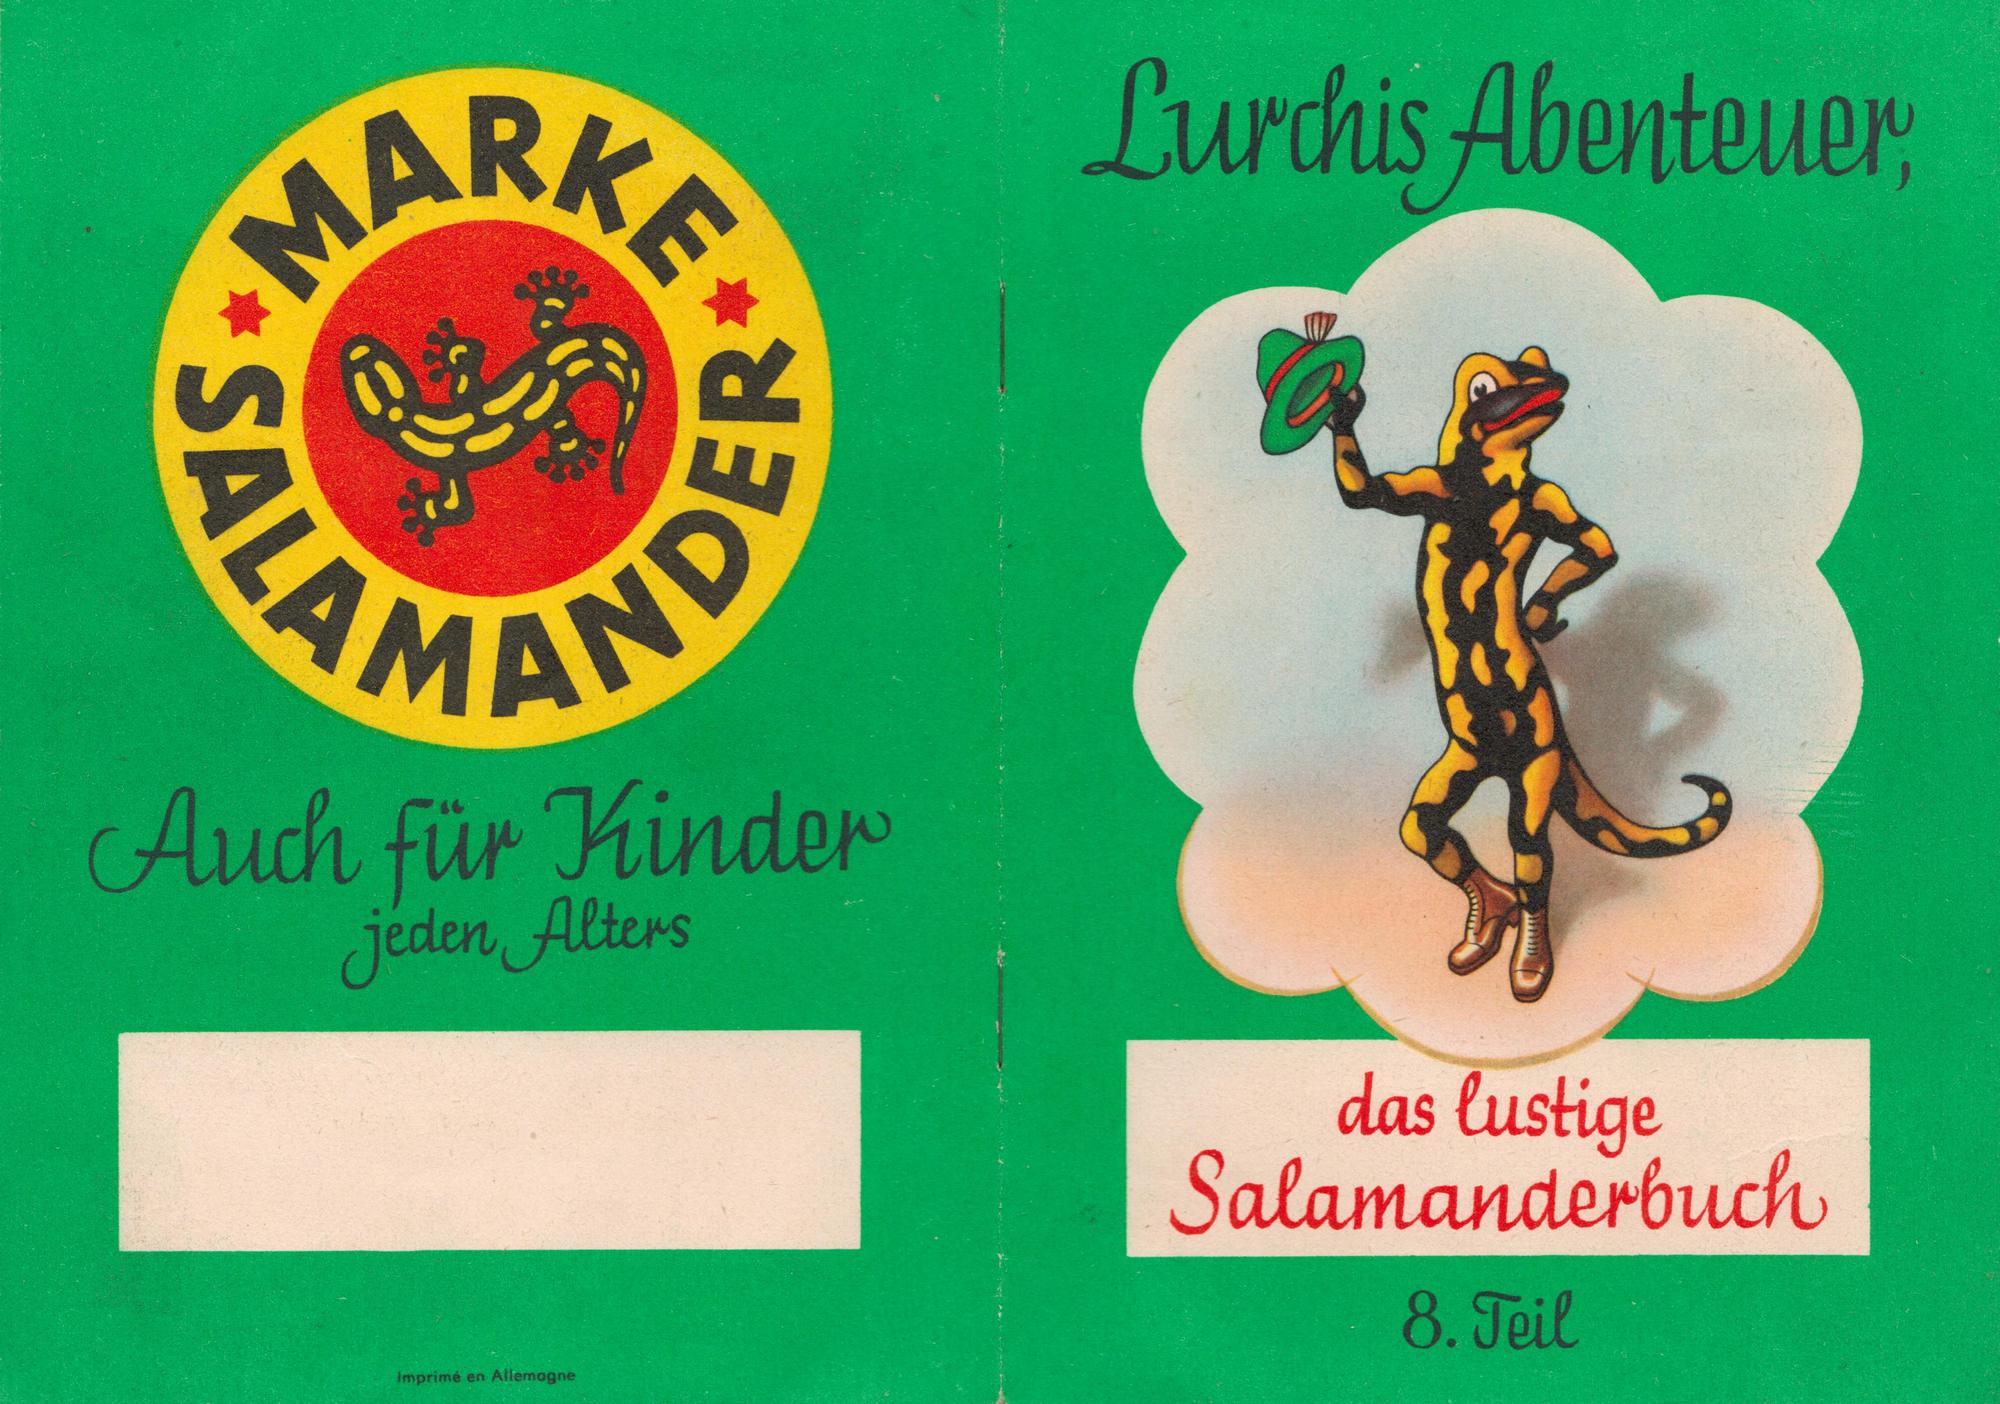 MARKE
SALAMANDER
Auch für Kinder
jeden Alters
Imprimé en Allemagne
Lurchis Abenteuer,
das lustige
Salamanderbuch
8. Teil